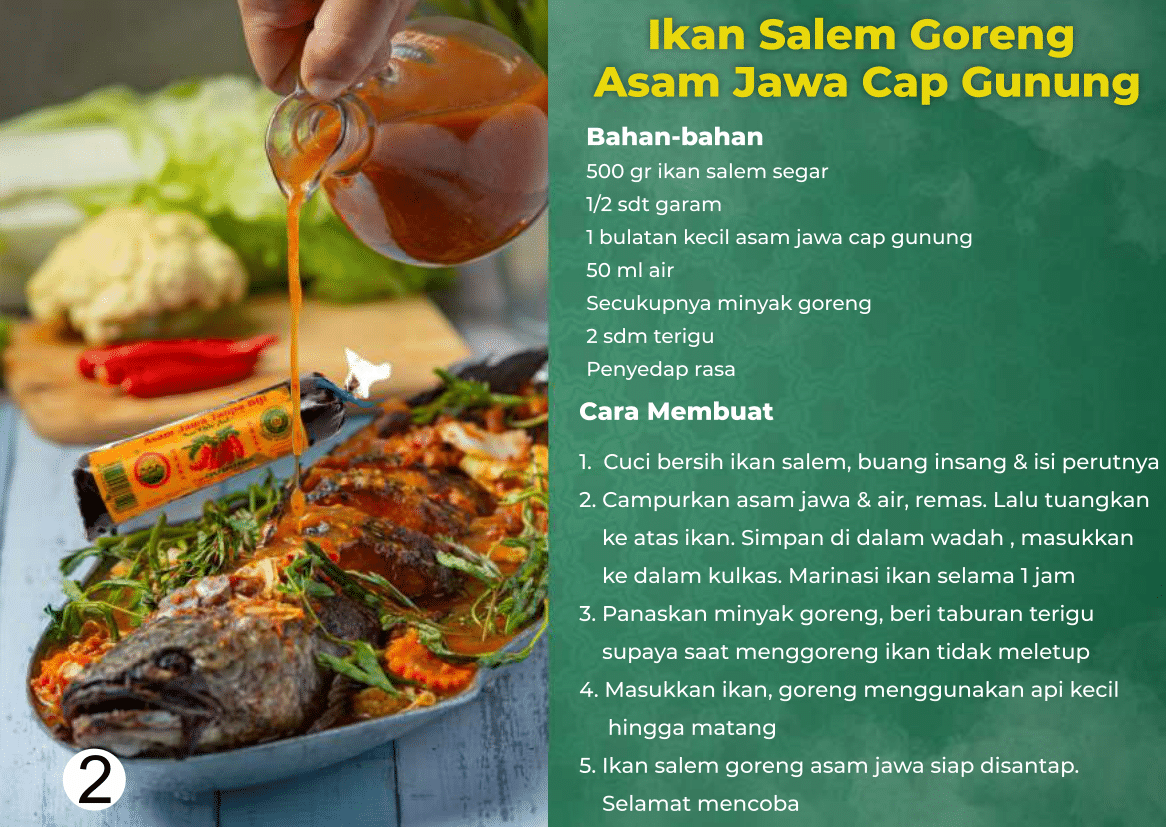 Ikan Salem Goreng
Asam Jawa Cap Gunung
Bahan-bahan
500 gr ikan salem segar
1/2 sdt garam
1 bulatan kecil asam jawa cap gunung
50 ml air
Secukupnya minyak goreng
2 sdm terigu
Penyedap rasa
Cara Membuat
1. Cuci bersih ikan salem, buang insang & isi perutnya
2. Campurkan asam jawa & air, remas. Lalu tuangkan
ke atas ikan. Simpan di dalam wadah , masukkan
ke dalam kulkas. Marinasi ikan selama 1 jam
3. Panaskan minyak goreng, beri taburan terigu
supaya saat menggoreng ikan tidak meletup
4. Masukkan ikan, goreng menggunakan api kecil
hingga matang
5. Ikan salem goreng asam jawa siap disantap.
Selamat mencoba
Asam Jawa Tanpa Biji
2